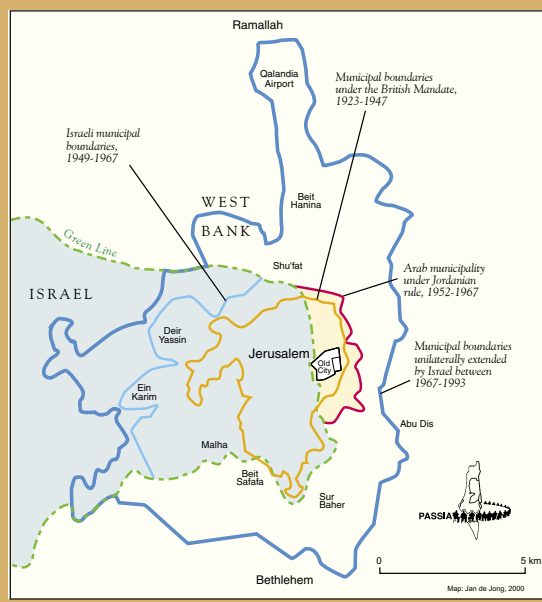 Ramallah
Qalandia
Airport
Municipal boundaries
under the British Mandate,
1923-1947
Israeli municipal
boundaries,
1949-1967
WEST
BANK
Beit
Hanina
Green Line
Shu'fat
ISRAEL
Arab municipality
under Jordanian
rule, 1952-1967
Deir
Yassin
Jerusalem
Old
City
Municipal boundaries
unilaterally extended
by Israel between
1967-1993
Ein
Karim
Abu Dis
Malha
Beit
Safafa
Sur
Baher
PASSIA
0
5 km
Bethlehem
Map: Jan de Jong, 2000